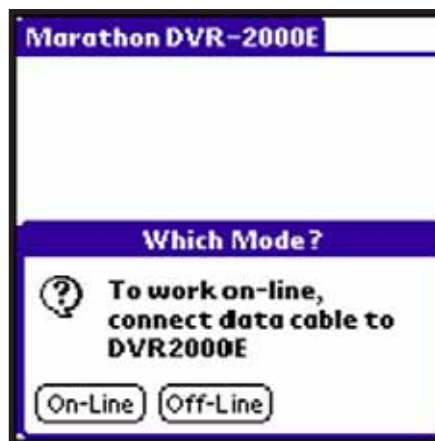 Marathon DVR-2000E
Which Mode?
To work on-line,
connect data cable to
DVR2000E
On-Line Off-Line